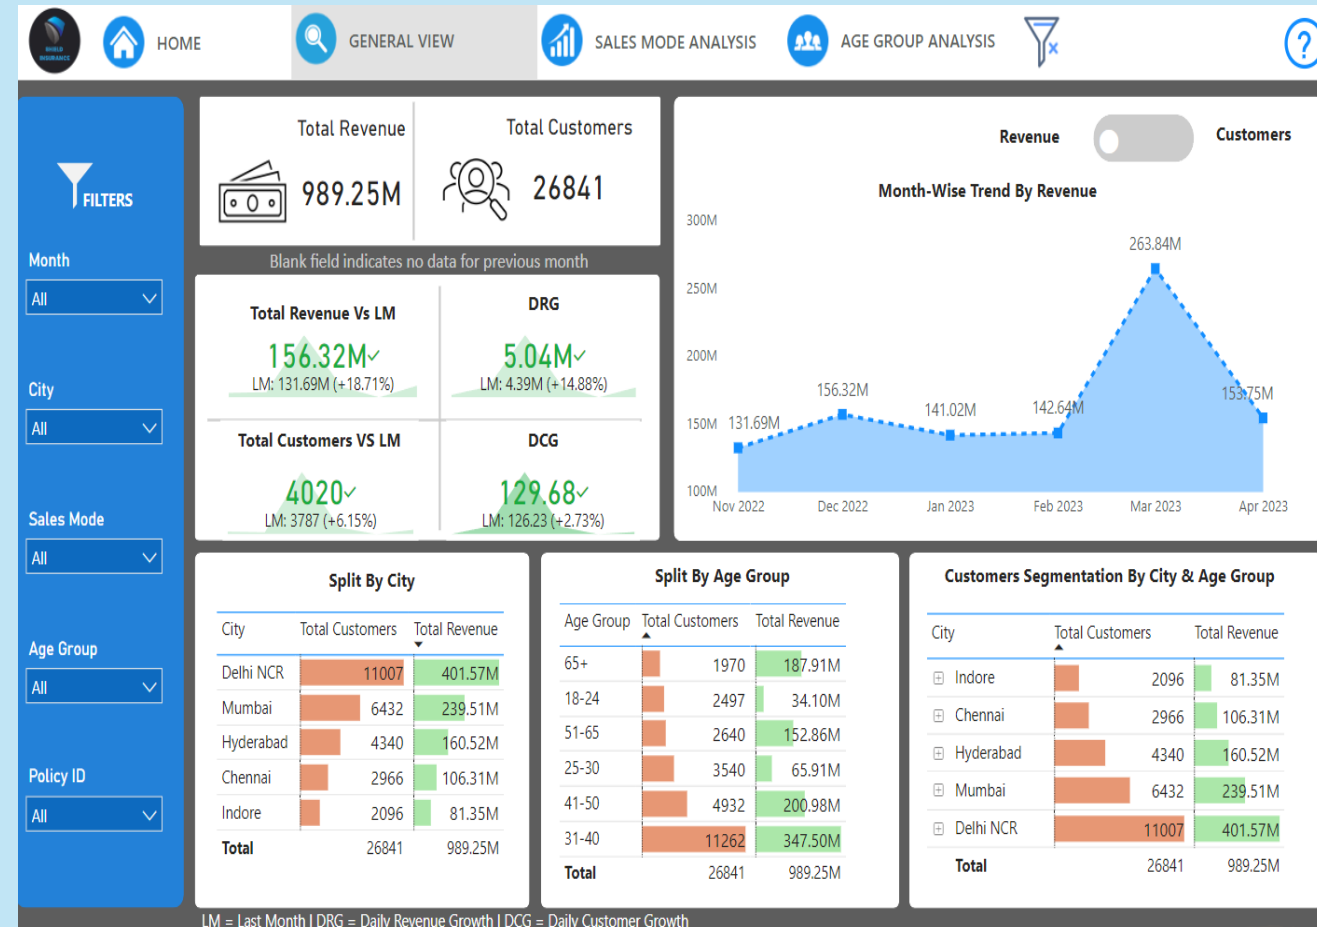 SHIELD
INSURANCE
HOME
GENERAL VIEW
SALES MODE ANALYSIS
AGE GROUP ANALYSIS
?
FILTERS
Month
All
City
All
Sales Mode
All
Age Group
All
Policy ID
All
Total Revenue
989.25M
Total Customers
26841
Blank field indicates no data for previous month
Total Revenue Vs LM
156.32M
LM: 131.69M (+18.71%)
DRG
5.04M
LM: 4.39M (+14.88%)
Total Customers VS LM
4020
LM: 3787 (+6.15%)
DCG
129.68
LM: 126.23 (+2.73%)
Revenue Customers
Month-Wise Trend By Revenue
300M
250M
200M
150M
100M
131.69M
156.32M
141.02M
142.64M
263.84M
153.75M
Nov 2022 Dec 2022 Jan 2023 Feb 2023 Mar 2023 Apr 2023
Split By City
City Total Customers Total Revenue
Delhi NCR 11007 401.57M
Mumbai 6432 239.51M
Hyderabad 4340 160.52M
Chennai 2966 106.31M
Indore 2096 81.35M
Total 26841 989.25M
Split By Age Group
Age Group Total Customers Total Revenue
65+ 1970 187.91M
18-24 2497 34.10M
51-65 2640 152.86M
25-30 3540 65.91M
41-50 4932 200.98M
31-40 11262 347.50M
Total 26841 989.25M
Customers Segmentation By City & Age Group
City Total Customers Total Revenue
Indore 2096 81.35M
Chennai 2966 106.31M
Hyderabad 4340 160.52M
Mumbai 6432 239.51M
Delhi NCR 11007 401.57M
Total 26841 989.25M
LM = Last Month I DRG = Daily Revenue Growth I DCG = Daily Customer Growth